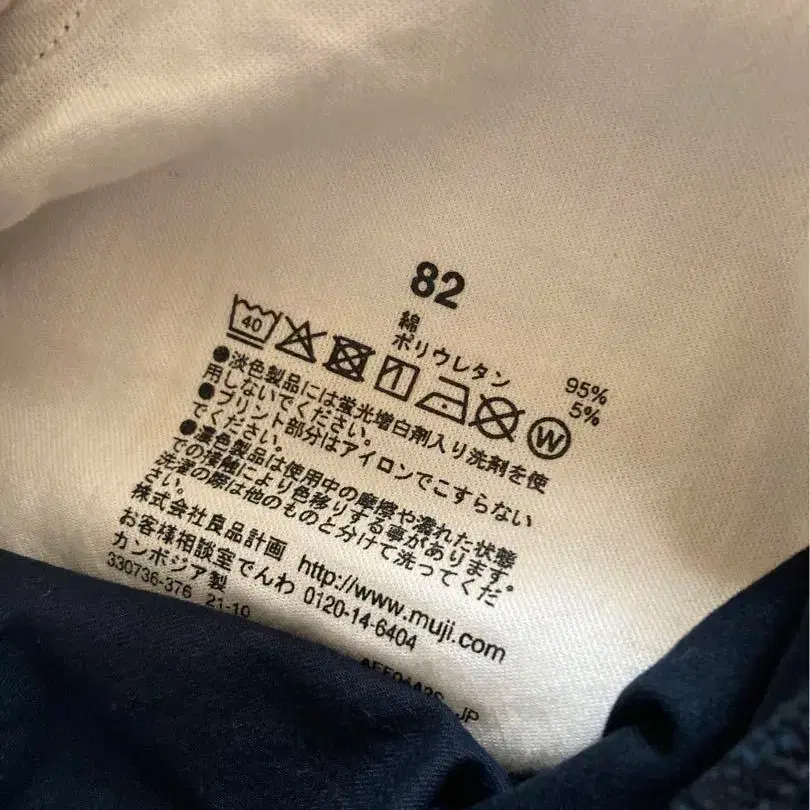 82
綿 95%
ポリウレタン 5%
40
W
●淡色製品には蛍光増白剤入り洗剤を使
用しないでください。
●プリント部分はアイロンでこすらない
でください。
●濃色製品は使用中の摩擦や濡れた状態
での接触により色移りする事があります。
洗濯の際は他のものと分けて洗ってくだ
さい。
株式会社良品計画 http://www.muji.com
お客様相談室でんわ 0120-14-6404
カンボジア製
330736-376 21-10
JP